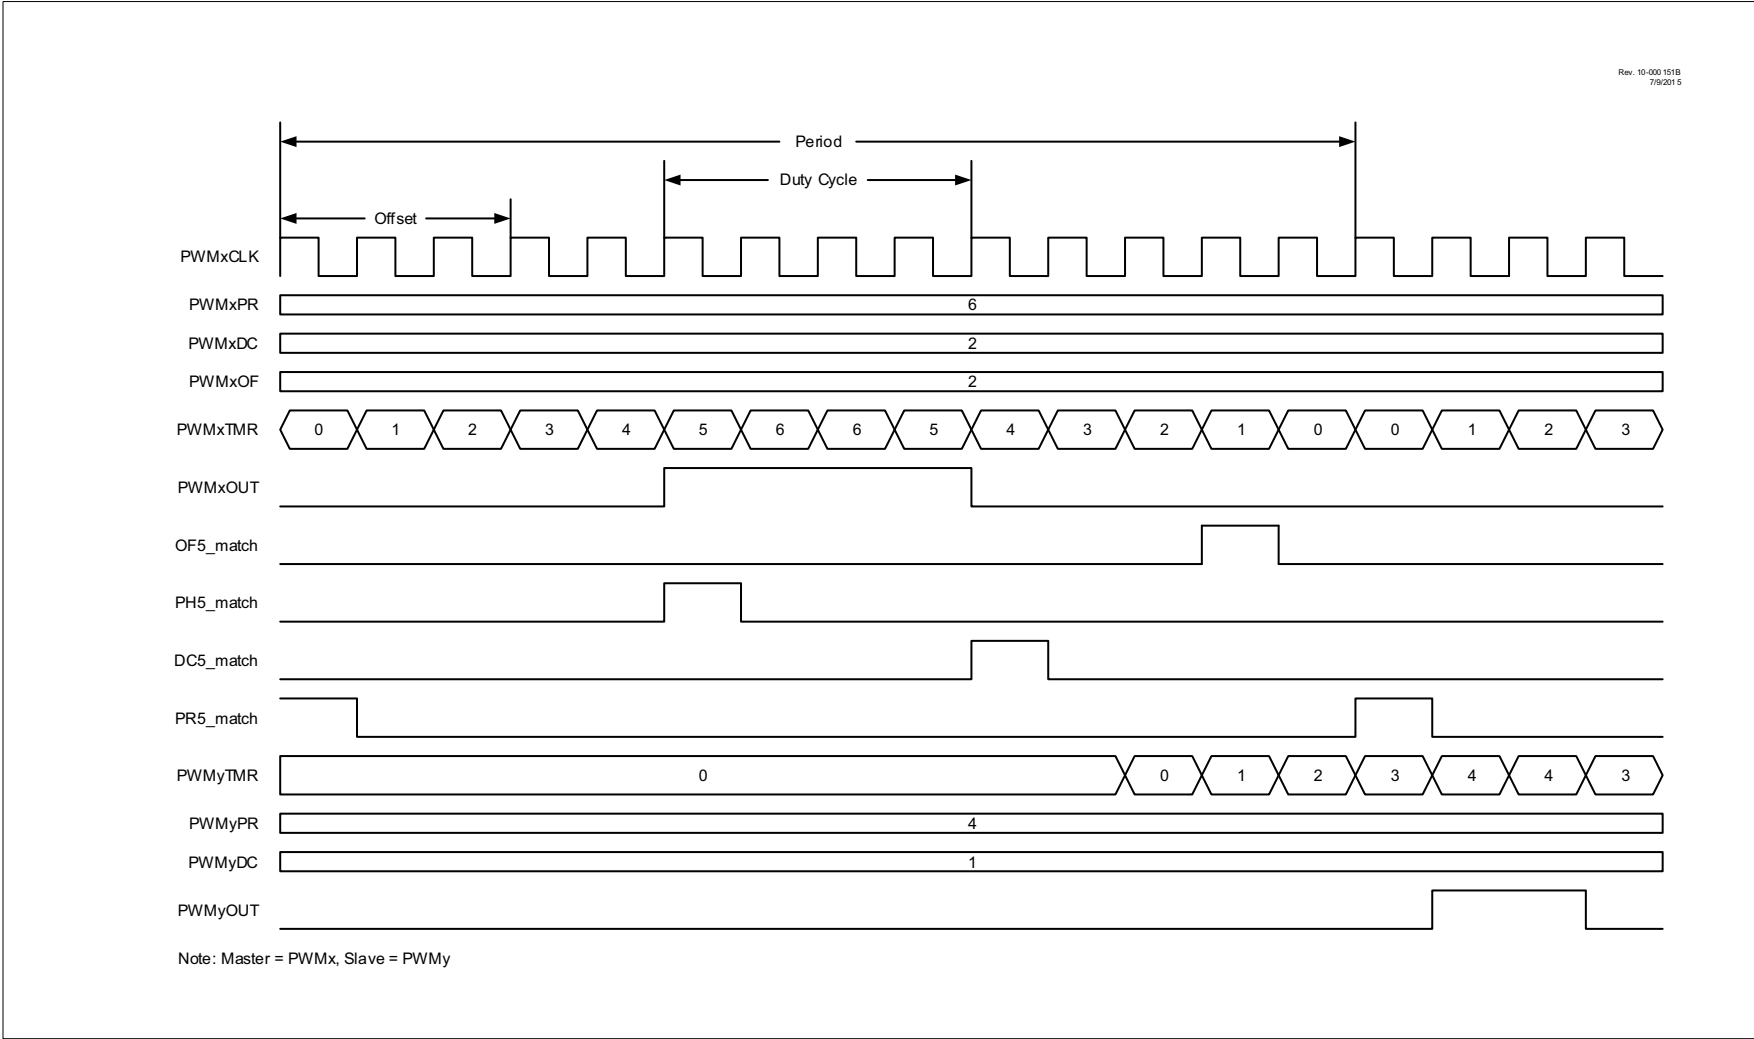 Rev. 10-000 151B
7/9/201 5
Period
Duty Cycle
Offset
PWMxCLK
PWMxPR 6
PWMxDC 2
PWMxOF 2
PWMxTMR 0 1 2 3 4 5 6 6 5 4 3 2 1 0 0 1 2 3
PWMxOUT
OF5_match
PH5_match
DC5_match
PR5_match
PWMyTMR 0 0 1 2 3 4 4 3
PWMyPR 4
PWMyDC 1
PWMyOUT
Note: Master = PWMx, Slave = PWMy